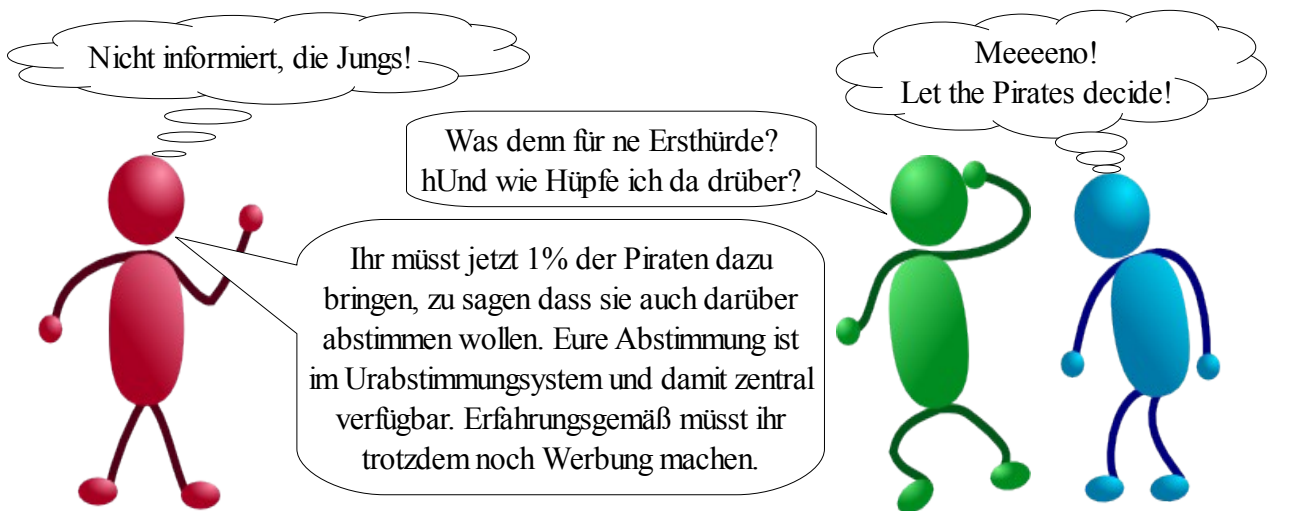 Nicht informiert, die Jungs!
Meeeeno!
Let the Pirates decide!
Was denn für ne Ersthürde?
hUnd wie Hüpfe ich da drüber?
Ihr müsst jetzt 1% der Piraten dazu
bringen, zu sagen dass sie auch darüber
abstimmen wollen. Eure Abstimmung ist
im Urabstimmungsystem und damit zentral
verfügbar. Erfahrungsgemäß müsst ihr
trotzdem noch Werbung machen.